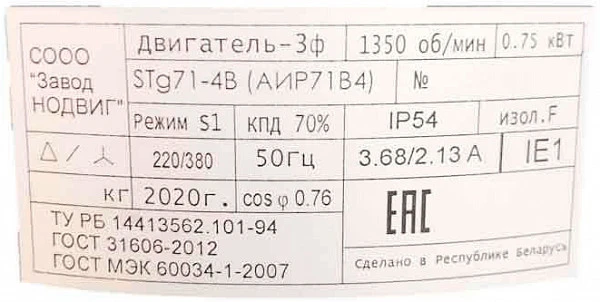 СООО "Завод НОДВИГ"
Двигатель-3ф 1350 об/мин 0.75 кВт
STg71-4В (АИР71В4) №
Режим S1 КПД 70% IP54 изол.F
△ / ⅄ 220/380 50Гц 3.68/2.13 А IE1
кг 2020г. cos φ 0.76
ТУ РБ 14413562.101-94
ГОСТ 31606-2012
ГОСТ МЭК 60034-1-2007
ЕАС
Сделано в Республике Беларусь